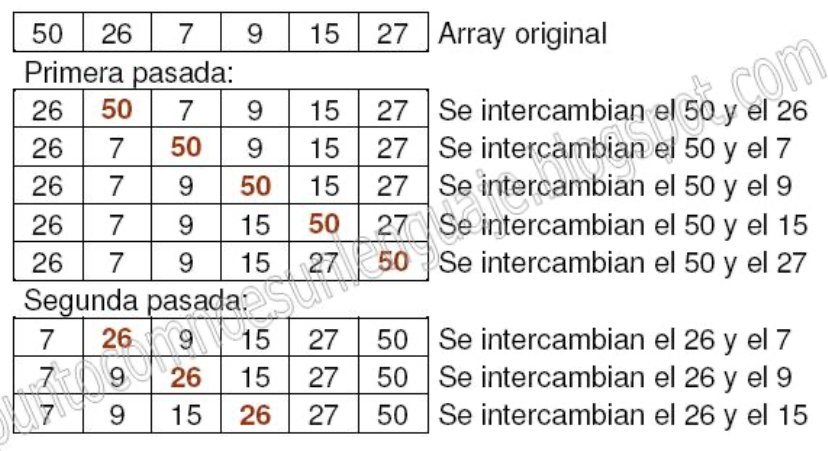 50 26 7 9 15 27 Array original
Primera pasada:
26 50 7 9 15 27 Se intercambian el 50 y el 26
26 7 50 9 15 27 Se intercambian el 50 y el 7
26 7 9 50 15 27 Se intercambian el 50 y el 9
26 7 9 15 50 27 Se intercambian el 50 y el 15
26 7 9 15 27 50 Se intercambian el 50 y el 27
Segunda pasada:
7 26 9 15 27 50 Se intercambian el 26 y el 7
7 9 26 15 27 50 Se intercambian el 26 y el 9
7 9 15 26 27 50 Se intercambian el 26 y el 15
puntocomnoesunlenguaje.blogspot.com